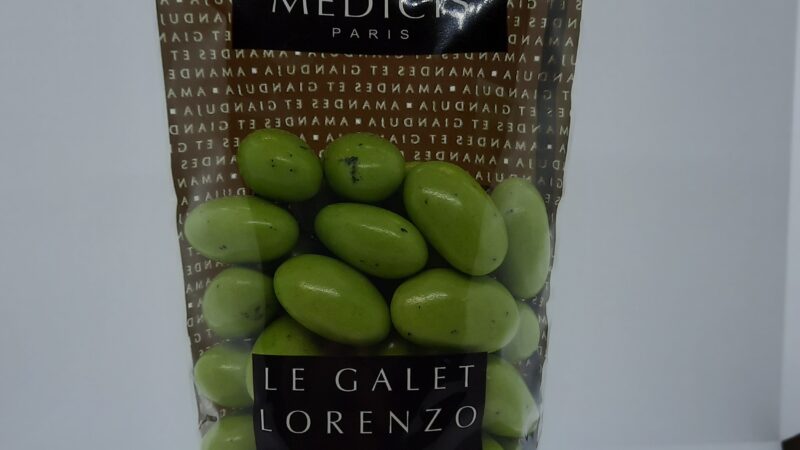 MEDICIS
PARIS
AMANDES ET GIANDUJA
LE GALET
LORENZO